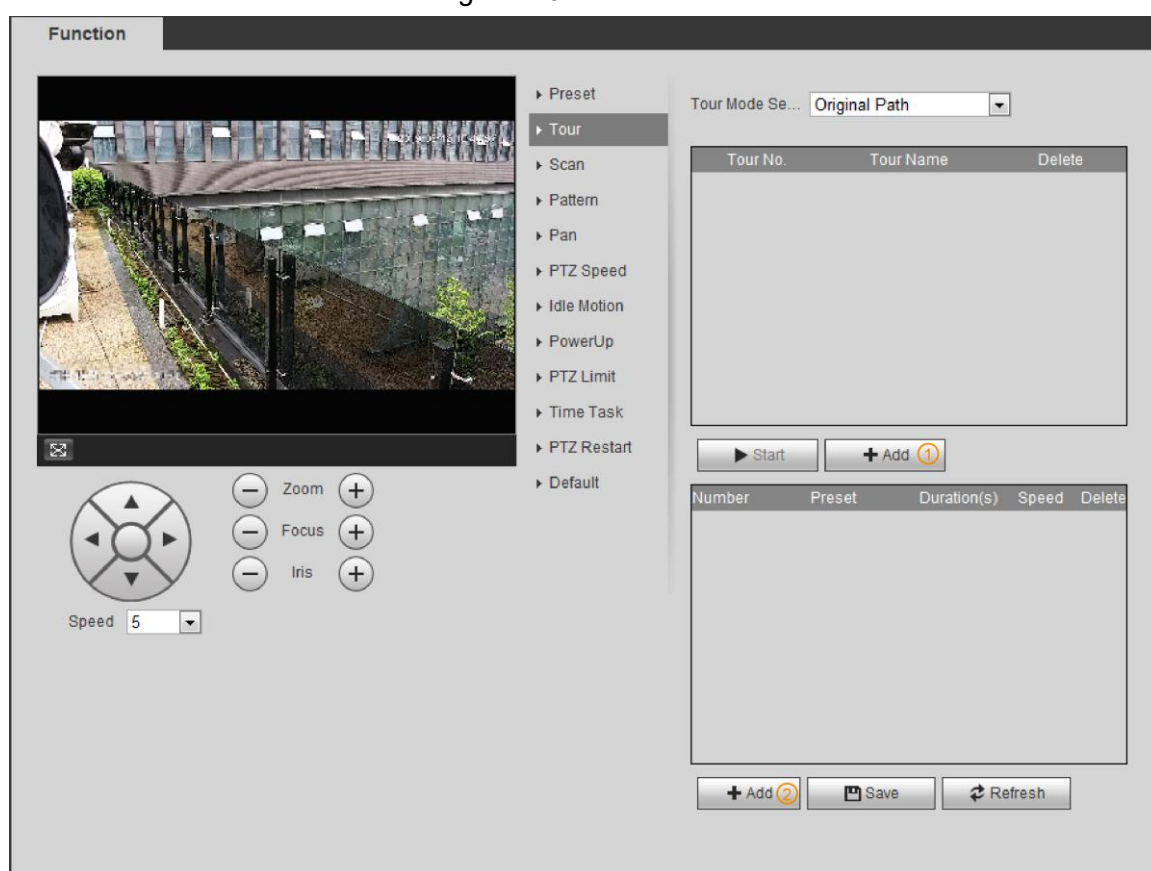 Function
Preset
Tour
Scan
Pattern
Pan
PTZ Speed
Idle Motion
PowerUp
PTZ Limit
Time Task
PTZ Restart
Default
Zoom
Focus
Iris
Speed 5
Tour Mode Se... Original Path
Tour No. Tour Name Delete
Start Add 1
Number Preset Duration(s) Speed Delete
Add 2 Save Refresh